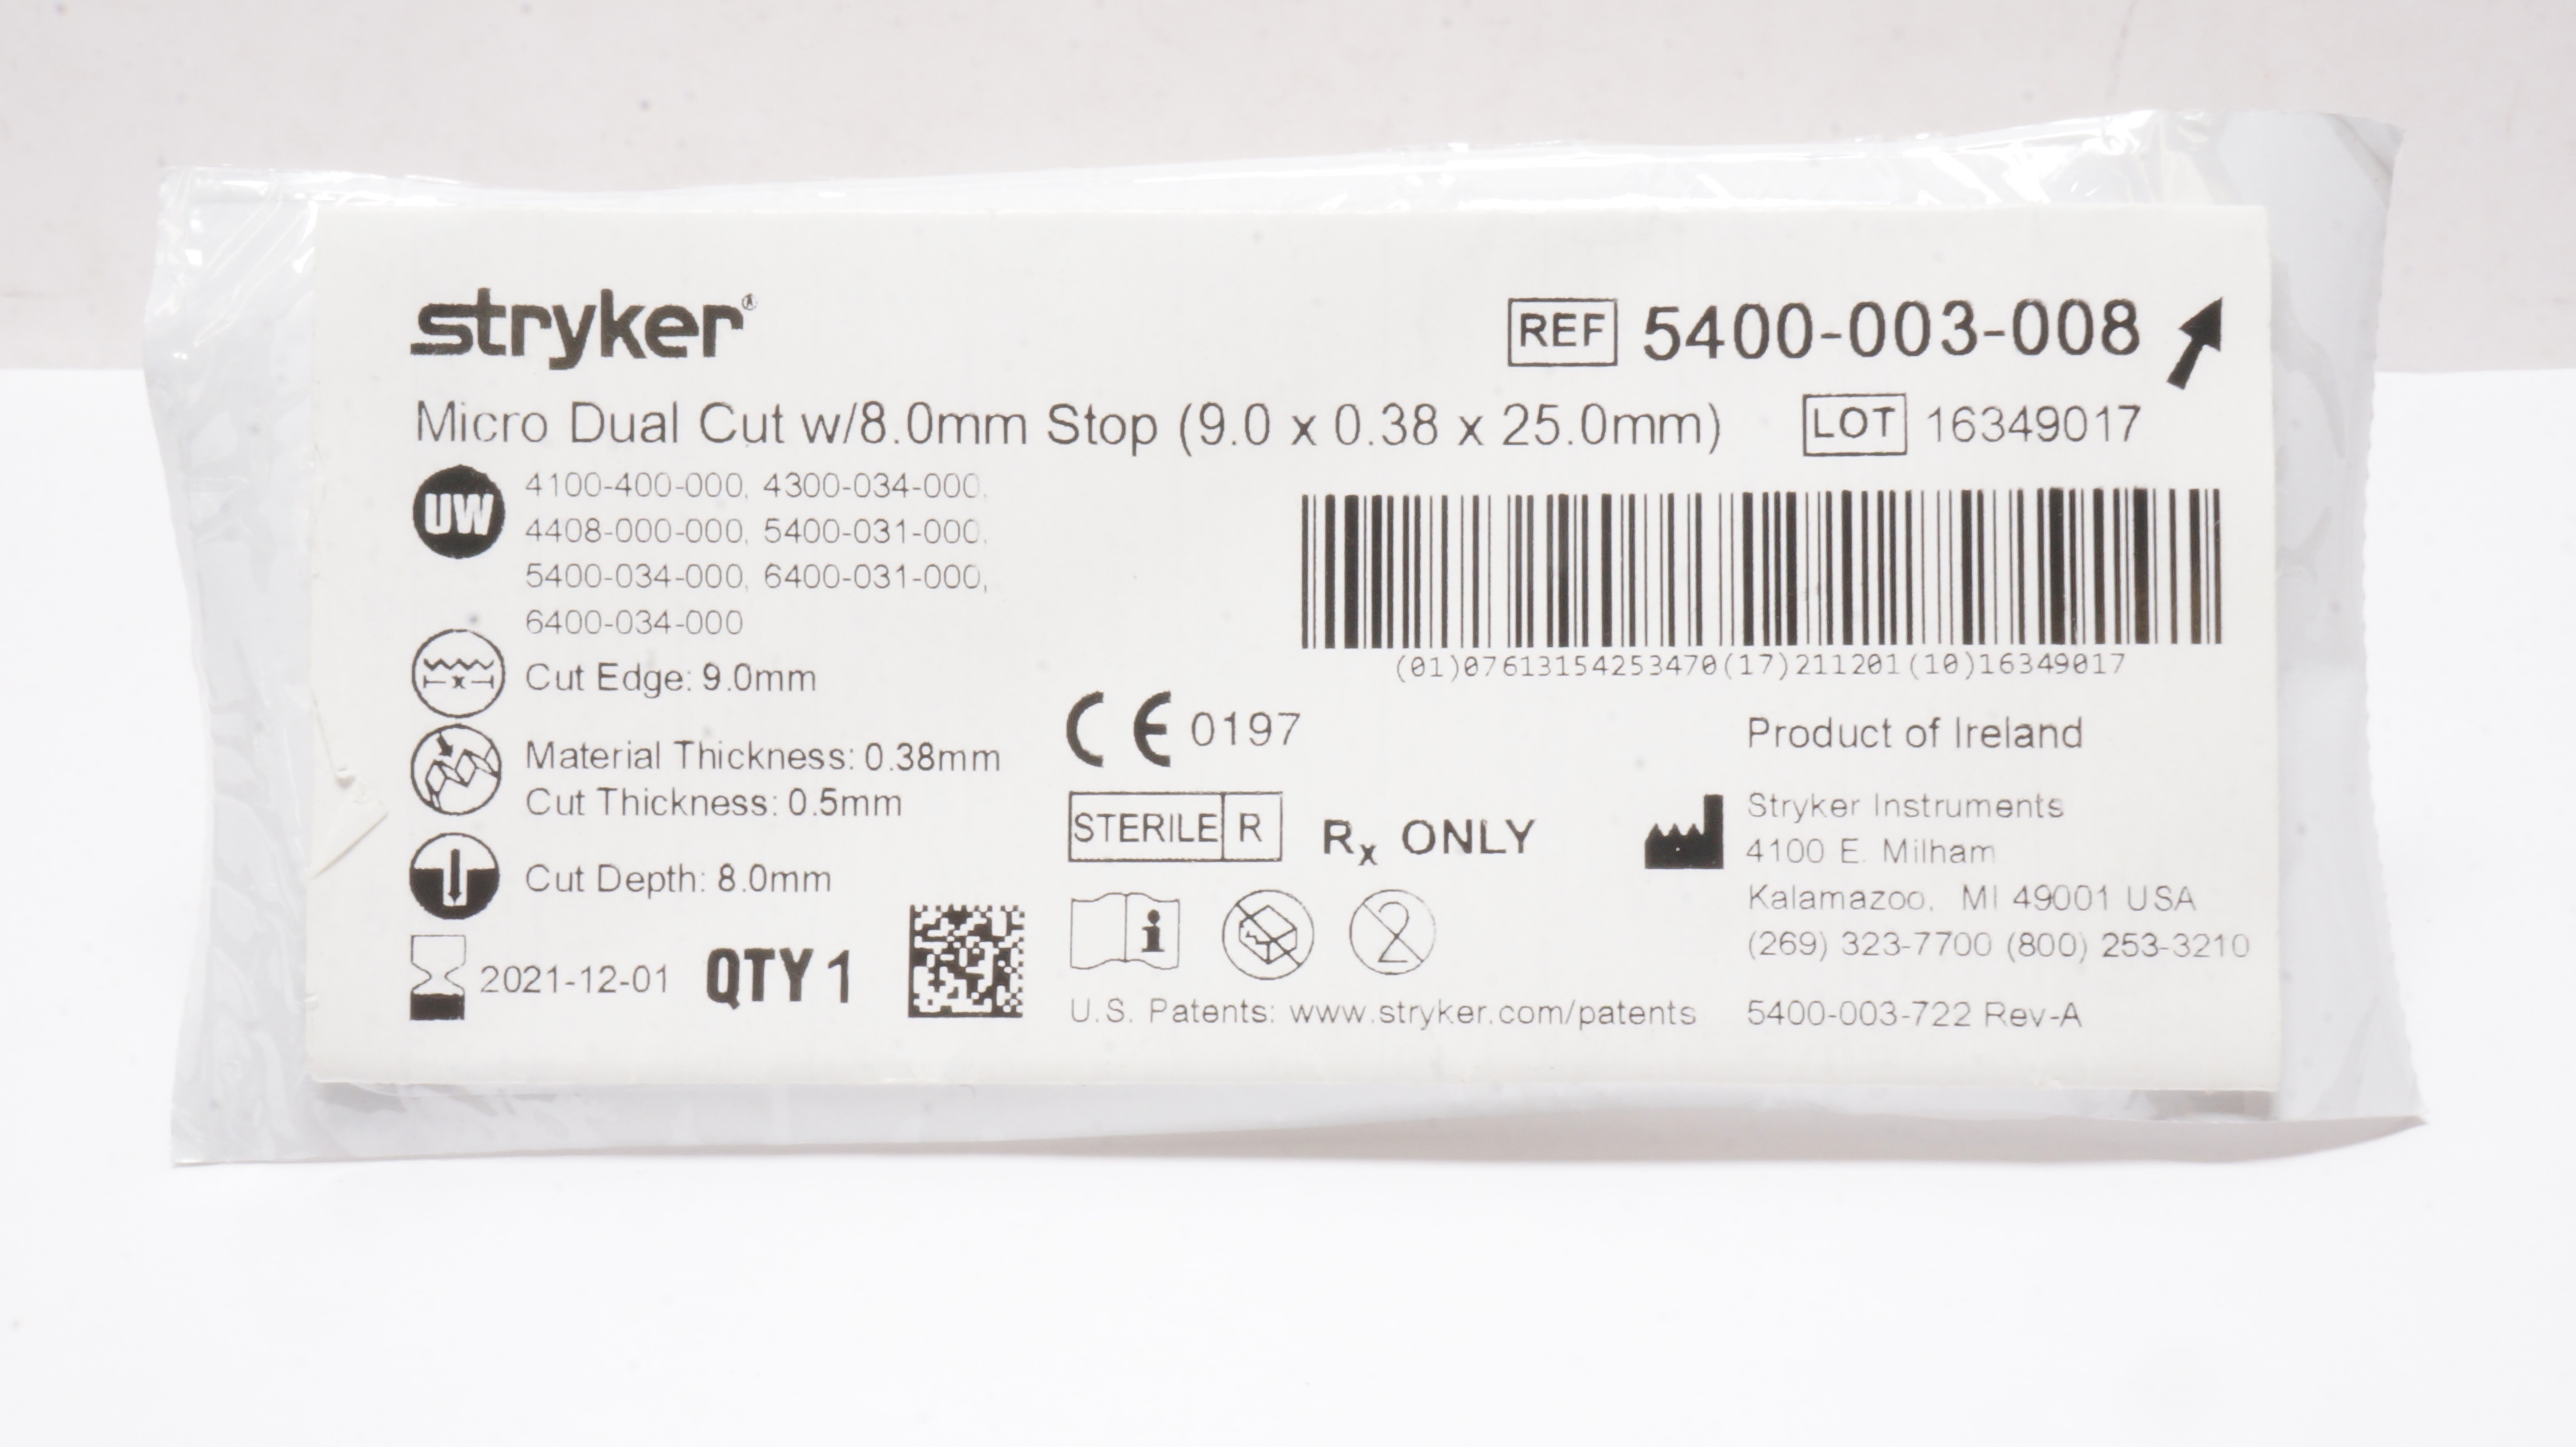 stryker®
REF 5400-003-008
Micro Dual Cut w/8.0mm Stop (9.0 x 0.38 x 25.0mm)
LOT 16349017
UW
4100-400-000, 4300-034-000,
4408-000-000, 5400-031-000,
5400-034-000, 6400-031-000,
6400-034-000
x
Cut Edge: 9.0mm
Material Thickness: 0.38mm
Cut Thickness: 0.5mm
Cut Depth: 8.0mm
2021-12-01
QTY 1
(01)07613154253470(17)211201(10)16349017
CE 0197
STERILE R
Rx ONLY
i
2
U.S. Patents: www.stryker.com/patents
Product of Ireland
Stryker Instruments
4100 E. Milham
Kalamazoo, MI 49001 USA
(269) 323-7700 (800) 253-3210
5400-003-722 Rev-A